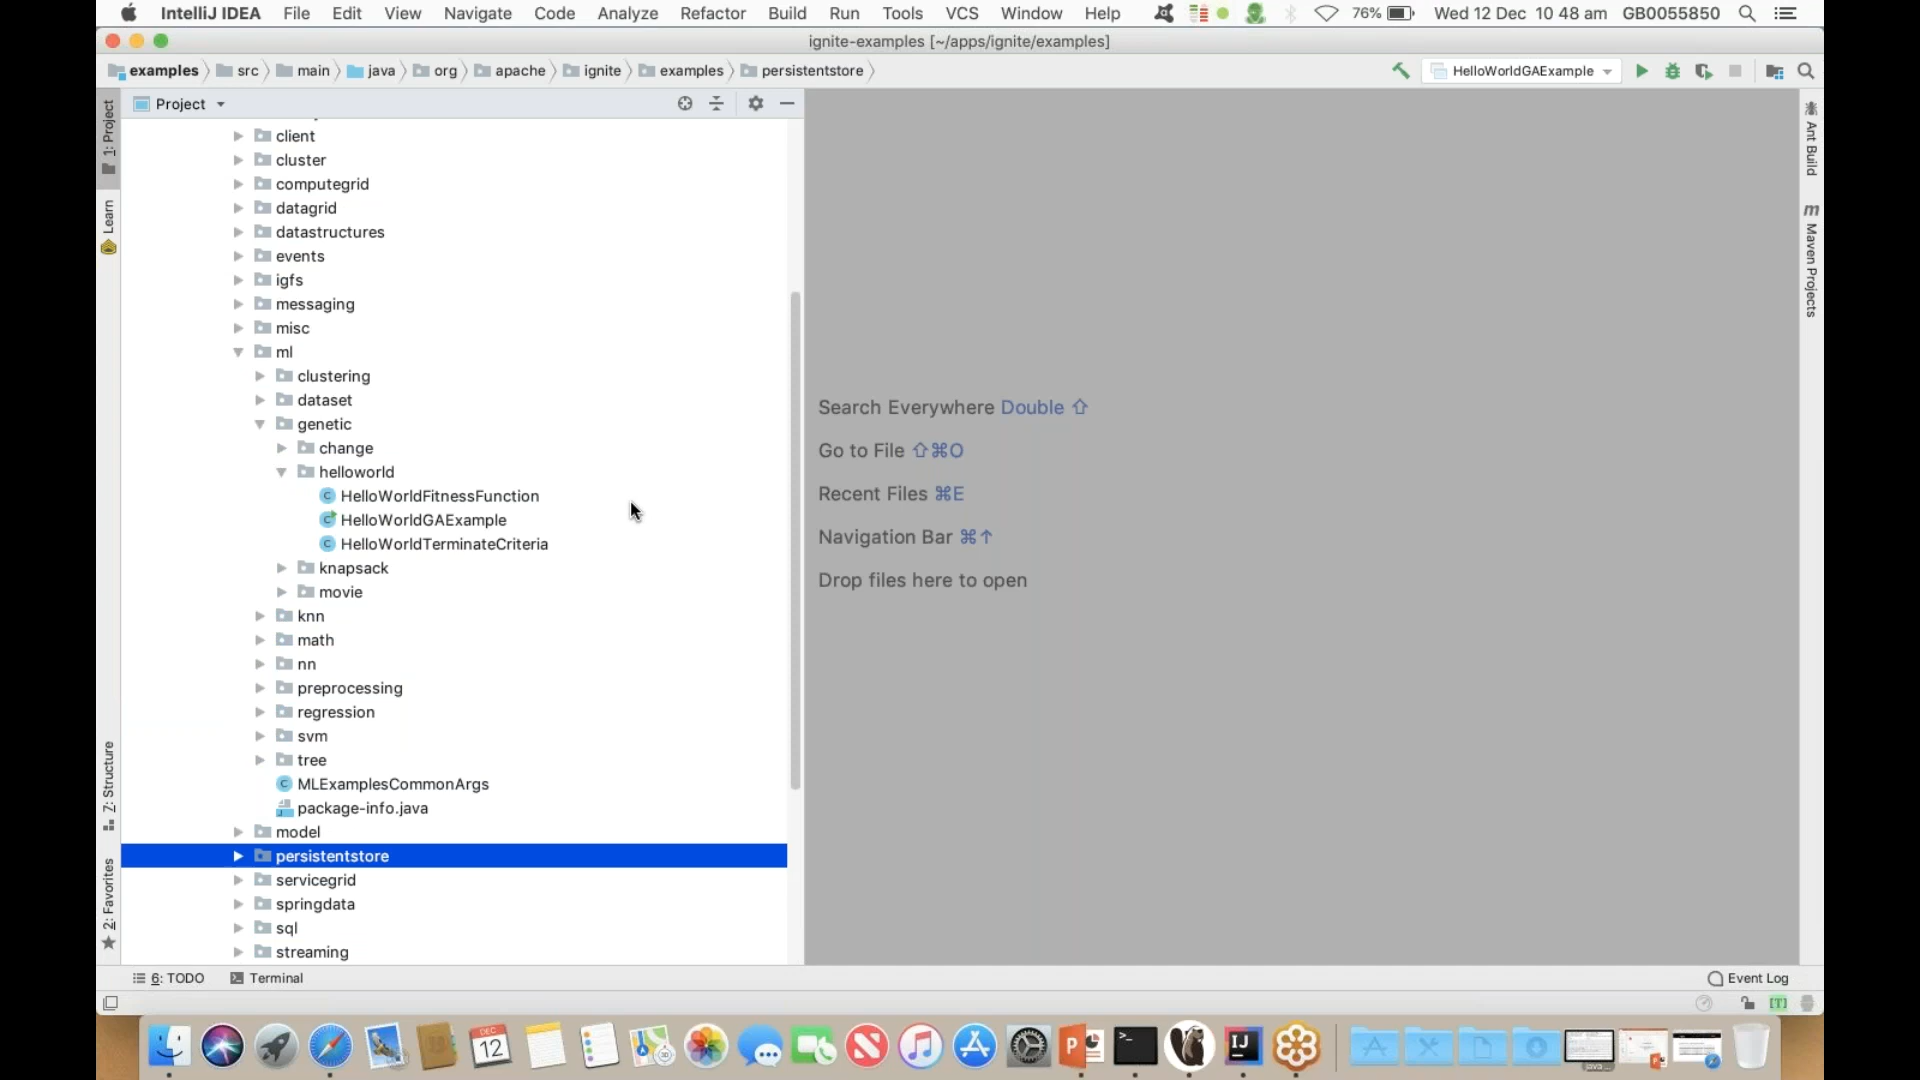 IntelliJ IDEA File Edit View Navigate Code Analyze Refactor Build Run Tools VCS Window Help 76% Wed 12 Dec 10 48 am GB0055850
ignite-examples [~/apps/ignite/examples]
examples src main java org apache ignite examples persistentstore HelloWorldGAExample
Project
1: Project
Learn
Z: Structure
2: Favorites
client
cluster
computegrid
datagrid
datastructures
events
igfs
messaging
misc
ml
clustering
dataset
genetic
change
helloworld
HelloWorldFitnessFunction
HelloWorldGAExample
HelloWorldTerminateCriteria
knapsack
movie
knn
math
nn
preprocessing
regression
svm
tree
MLExamplesCommonArgs
package-info.java
model
persistentstore
servicegrid
springdata
sql
streaming
Search Everywhere Double ⇧
Go to File ⇧⌘O
Recent Files ⌘E
Navigation Bar ⌘↑
Drop files here to open
Ant Build
m Maven Projects
6: TODO Terminal Event Log
[T]
DEC
12
P
>_
IJ